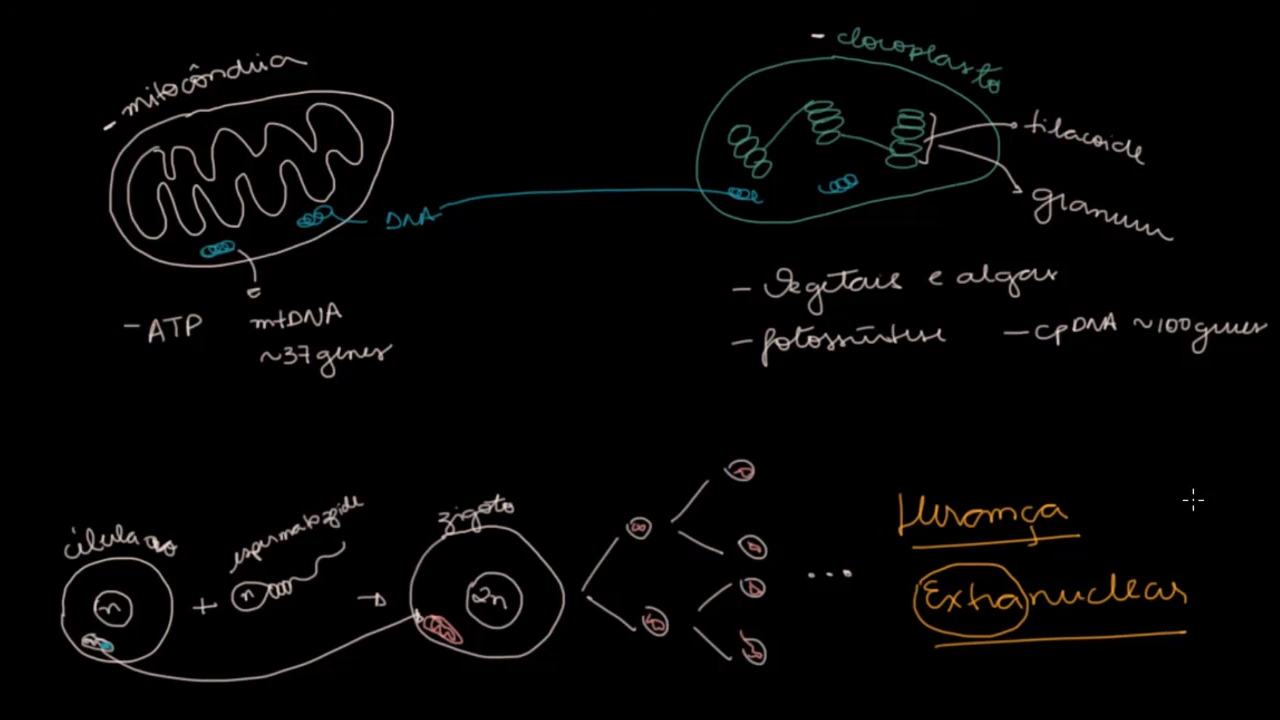 - mitocôndria
- cloroplasto
tilacoide
granum
DNA
- ATP
mtDNA
~37 genes
- Vegetais e algas
- fotossíntese
- cpDNA ~100 genes
célula ovo
espermatozoide
zigoto
n
+
n
2n
...
Herança
Extranuclear